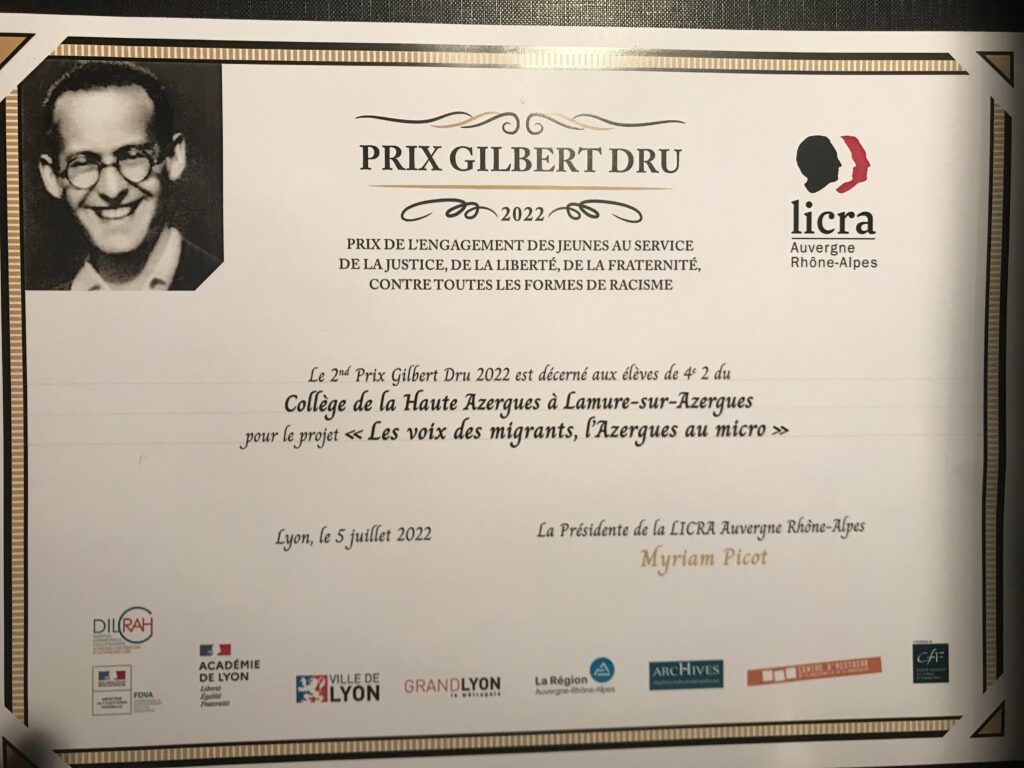 PRIX GILBERT DRU
2022
PRIX DE L'ENGAGEMENT DES JEUNES AU SERVICE
DE LA JUSTICE, DE LA LIBERTÉ, DE LA FRATERNITÉ,
CONTRE TOUTES LES FORMES DE RACISME
licra
Auvergne
Rhône-Alpes
Le 2nd Prix Gilbert Dru 2022 est décerné aux élèves de 4e 2 du
Collège de la Haute Azergues à Lamure-sur-Azergues
pour le projet « Les voix des migrants, l'Azergues au micro »
Lyon, le 5 juillet 2022
La Présidente de la LICRA Auvergne Rhône-Alpes
Myriam Picot
DILCRAH
FDVA
ACADÉMIE
DE LYON
Liberté
Égalité
Fraternité
VILLE DE
LYON
GRANDLYON
la métropole
La Région
Auvergne-Rhône-Alpes
ARCHIVES
CENTRE D'HISTOIRE